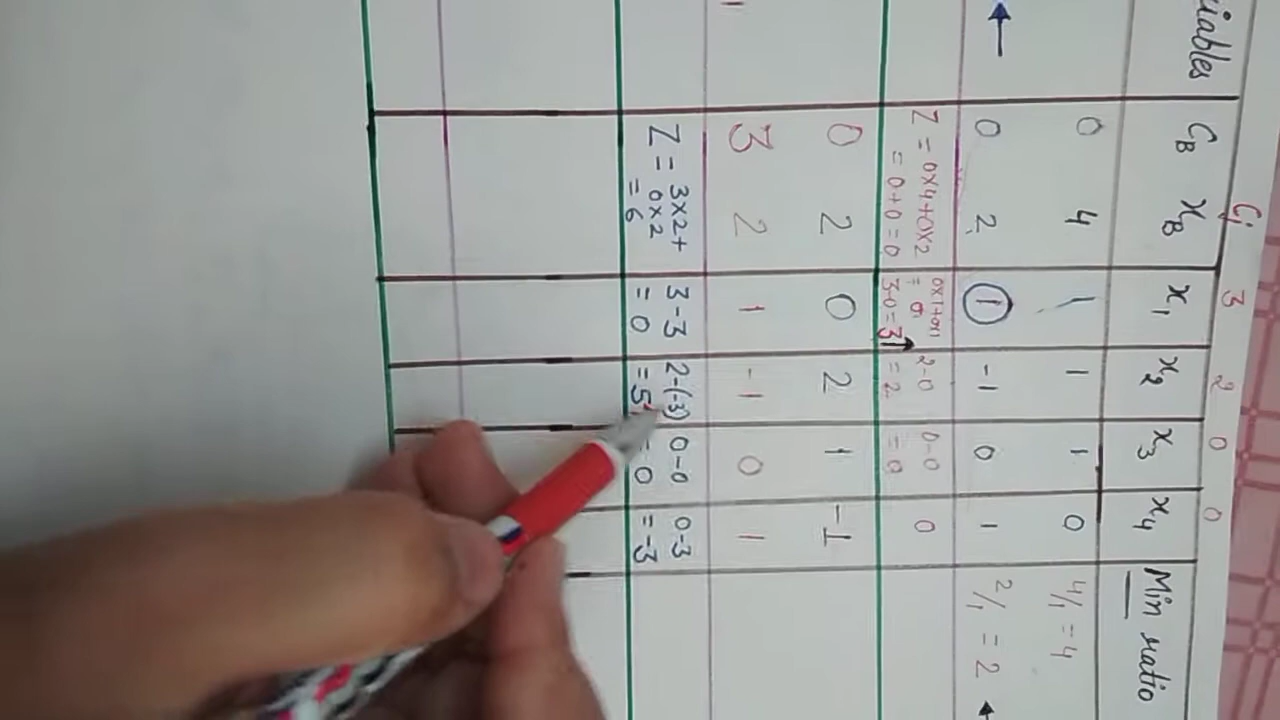 Cj 3 2 0 0
iables CB xB x₁ x₂ x₃ x₄ Min ratio
0 4 1 1 1 0 4/1 = 4
← 0 2 1 -1 0 1 2/1 = 2 ←
Z = 0x4+0x2 0x1+0x1 2-0 0-0 0
= 0+0=0 = 0 = 2 = 0
3-0=3
0 2 0 2 1 -1
3 2 1 -1 0 1
Z = 3x2+ 3-3 2-(-3) 0-0 0-3
0x2 = 0 = 5 = 0 = -3
= 6